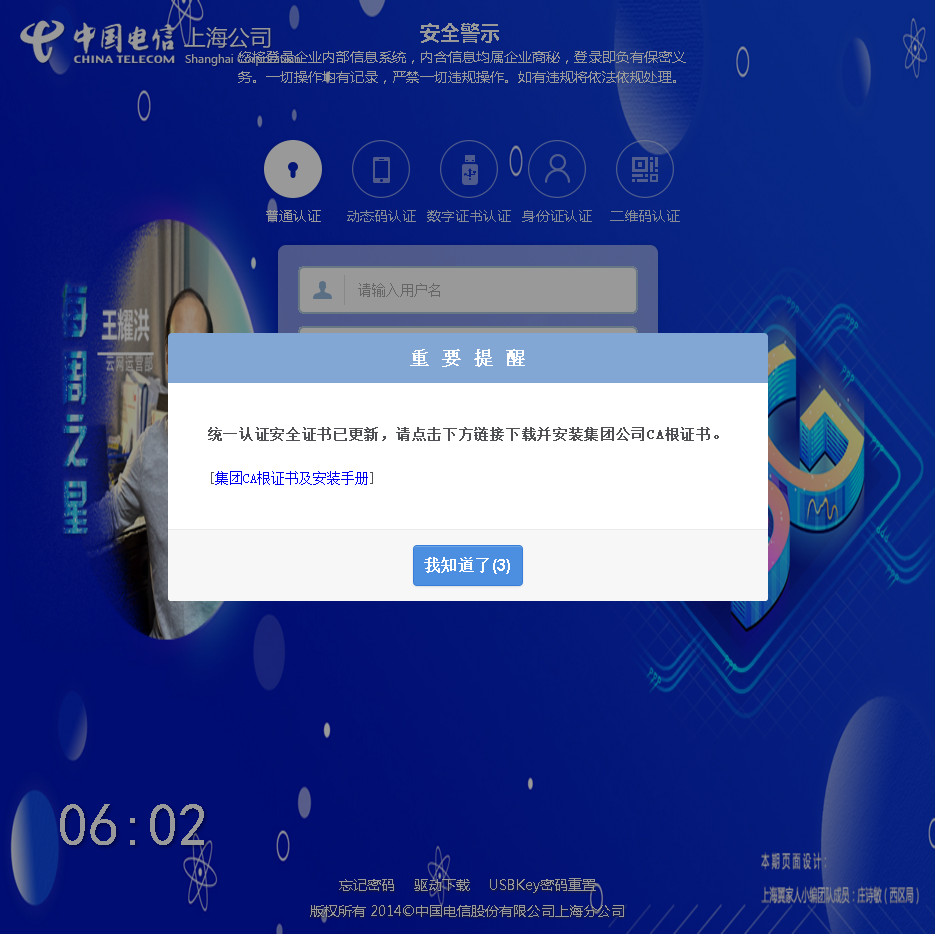 中国电信
CHINA TELECOM
上海公司
Shanghai Corporation
安全警示
您将登录企业内部信息系统，内含信息均属企业商秘，登录即负有保密义
务。一切操作均有记录，严禁一切违规操作。如有违规将依法依规处理。
普通认证 动态码认证 数字证书认证 身份证认证 二维码认证
请输入用户名
每周之星
王耀洪
云网运营部
重要提醒
统一认证安全证书已更新，请点击下方链接下载并安装集团公司CA根证书。
[集团CA根证书及安装手册]
我知道了(3)
5G
06:02
本期页面设计：
上海翼家人小编团队成员：庄诗敏（西区局）
忘记密码 驱动下载 USBKey密码重置
版权所有 2014©中国电信股份有限公司上海分公司